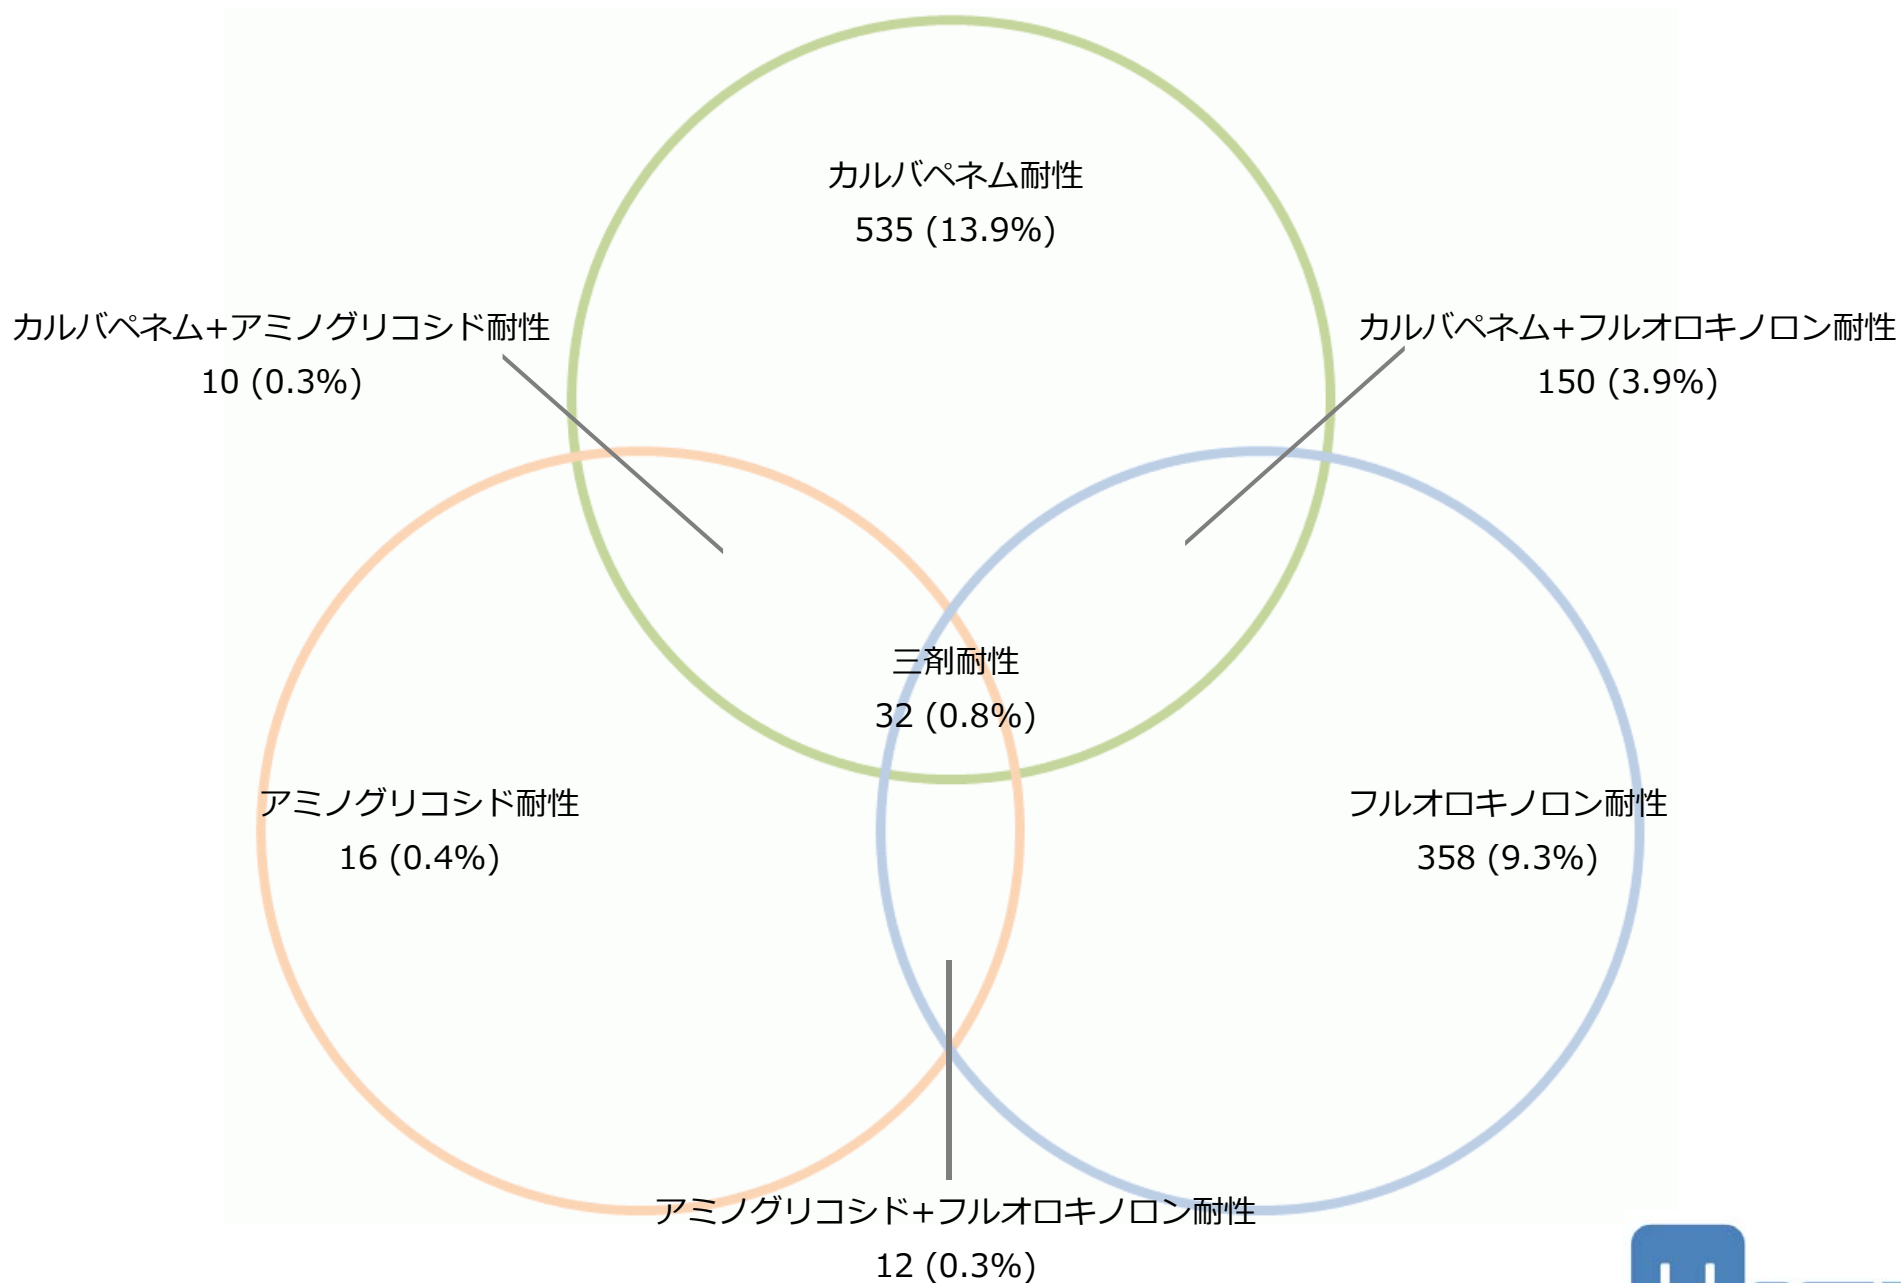 カルバペネム耐性
535 (13.9%)
カルバペネム+アミノグリコシド耐性
10 (0.3%)
カルバペネム+フルオロキノロン耐性
150 (3.9%)
三剤耐性
32 (0.8%)
アミノグリコシド耐性
16 (0.4%)
フルオロキノロン耐性
358 (9.3%)
アミノグリコシド+フルオロキノロン耐性
12 (0.3%)